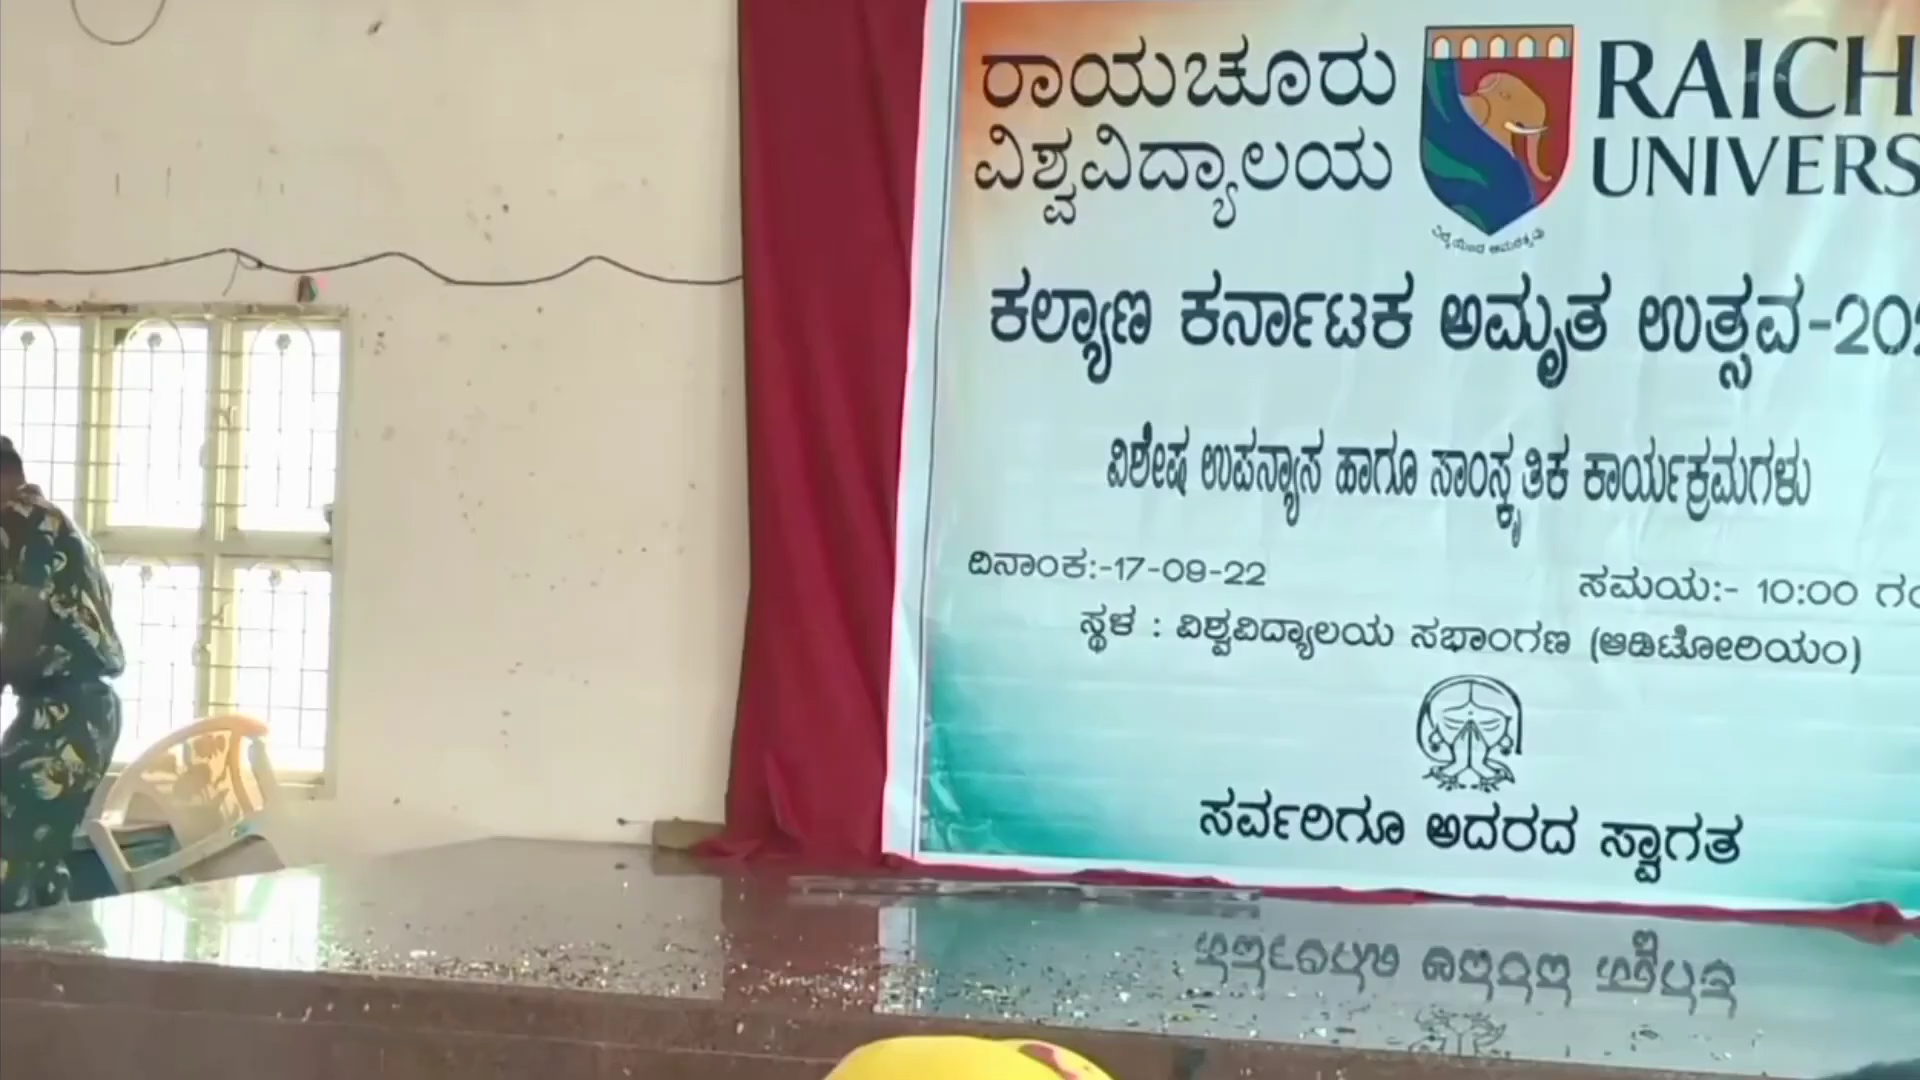 ರಾಯಚೂರು
ವಿಶ್ವವಿದ್ಯಾಲಯ
RAICH
UNIVERS
ಕಲ್ಯಾಣ ಕರ್ನಾಟಕ ಅಮೃತ ಉತ್ಸವ-202
ವಿಶೇಷ ಉಪನ್ಯಾಸ ಹಾಗೂ ಸಾಂಸ್ಕೃತಿಕ ಕಾರ್ಯಕ್ರಮಗಳು
ದಿನಾಂಕ:-17-09-22
ಸಮಯ:- 10:00 ಗಂ
ಸ್ಥಳ : ವಿಶ್ವವಿದ್ಯಾಲಯ ಸಭಾಂಗಣ (ಆಡಿಟೋರಿಯಂ)
ಸರ್ವರಿಗೂ ಅದರದ ಸ್ವಾಗತ